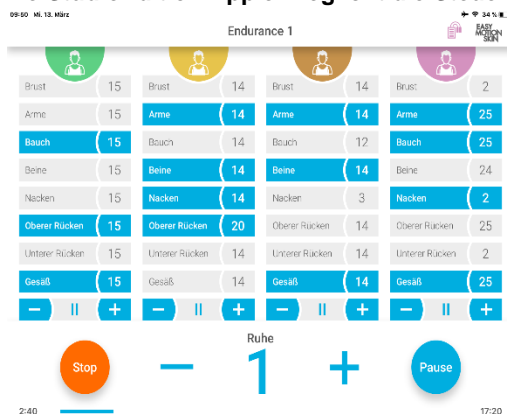 09:50 Mi. 13. März 34 %
Endurance 1
EASY
MOTION
SKIN
Brust 15 Brust 14 Brust 14 Brust 2
Arme 15 Arme 14 Arme 14 Arme 25
Bauch 15 Bauch 14 Bauch 12 Bauch 25
Beine 15 Beine 14 Beine 14 Beine 24
Nacken 15 Nacken 14 Nacken 3 Nacken 2
Oberer Rücken 15 Oberer Rücken 20 Oberer Rücken 14 Oberer Rücken 25
Unterer Rücken 15 Unterer Rücken 14 Unterer Rücken 14 Unterer Rücken 2
Gesäß 15 Gesäß 14 Gesäß 14 Gesäß 25
− II + − II + − II + − II +
Ruhe
Stop − 1 + Pause
2:40 17:20